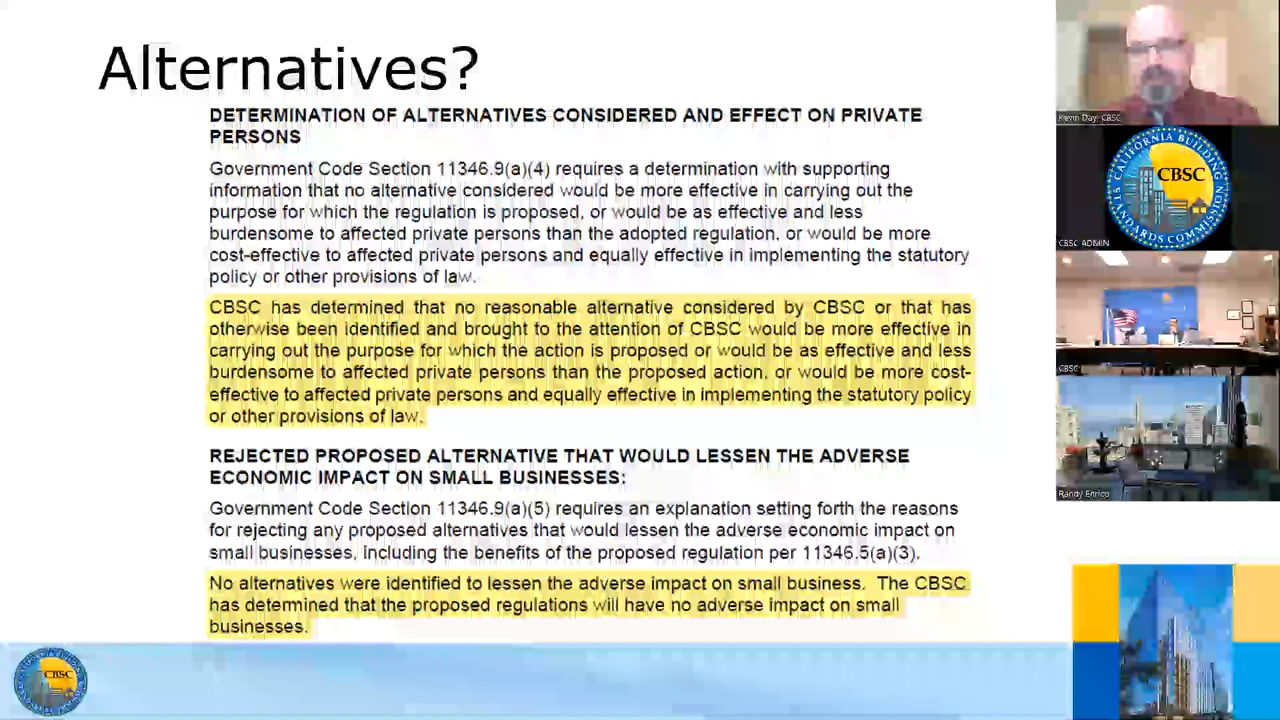 Alternatives?
DETERMINATION OF ALTERNATIVES CONSIDERED AND EFFECT ON PRIVATE
PERSONS
Government Code Section 11346.9(a)(4) requires a determination with supporting
information that no alternative considered would be more effective in carrying out the
purpose for which the regulation is proposed, or would be as effective and less
burdensome to affected private persons than the adopted regulation, or would be more
cost-effective to affected private persons and equally effective in implementing the statutory
policy or other provisions of law.
CBSC has determined that no reasonable alternative considered by CBSC or that has
otherwise been identified and brought to the attention of CBSC would be more effective in
carrying out the purpose for which the action is proposed or would be as effective and less
burdensome to affected private persons than the proposed action, or would be more cost-
effective to affected private persons and equally effective in implementing the statutory policy
or other provisions of law.
REJECTED PROPOSED ALTERNATIVE THAT WOULD LESSEN THE ADVERSE
ECONOMIC IMPACT ON SMALL BUSINESSES:
Government Code Section 11346.9(a)(5) requires an explanation setting forth the reasons
for rejecting any proposed alternatives that would lessen the adverse economic impact on
small businesses, including the benefits of the proposed regulation per 11346.5(a)(3).
No alternatives were identified to lessen the adverse impact on small business. The CBSC
has determined that the proposed regulations will have no adverse impact on small
businesses.
CBSC
Kevin Day, CBSC
CALIFORNIA BUILDING STANDARDS COMMISSION
CBSC
CBSC ADMIN
CBSC
Randy Enrico